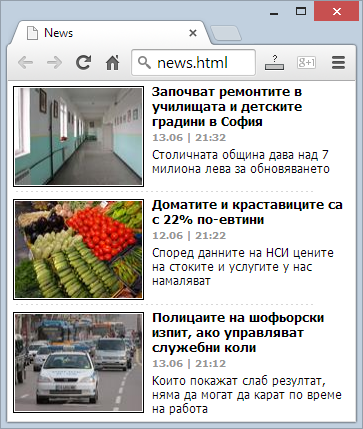 News
news.html
?
g+1
Започват ремонтите в
училищата и детските
градини в София
13.06 | 21:32
Столичната община дава над 7
милиона лева за обновяването
Доматите и краставиците са
с 22% по-евтини
12.06 | 21:22
Според данните на НСИ цените
на стоките и услугите у нас
намаляват
Полицаите на шофьорски
изпит, ако управляват
служебни коли
13.06 | 21:12
Които покажат слаб резултат,
няма да могат да карат по време
на работа